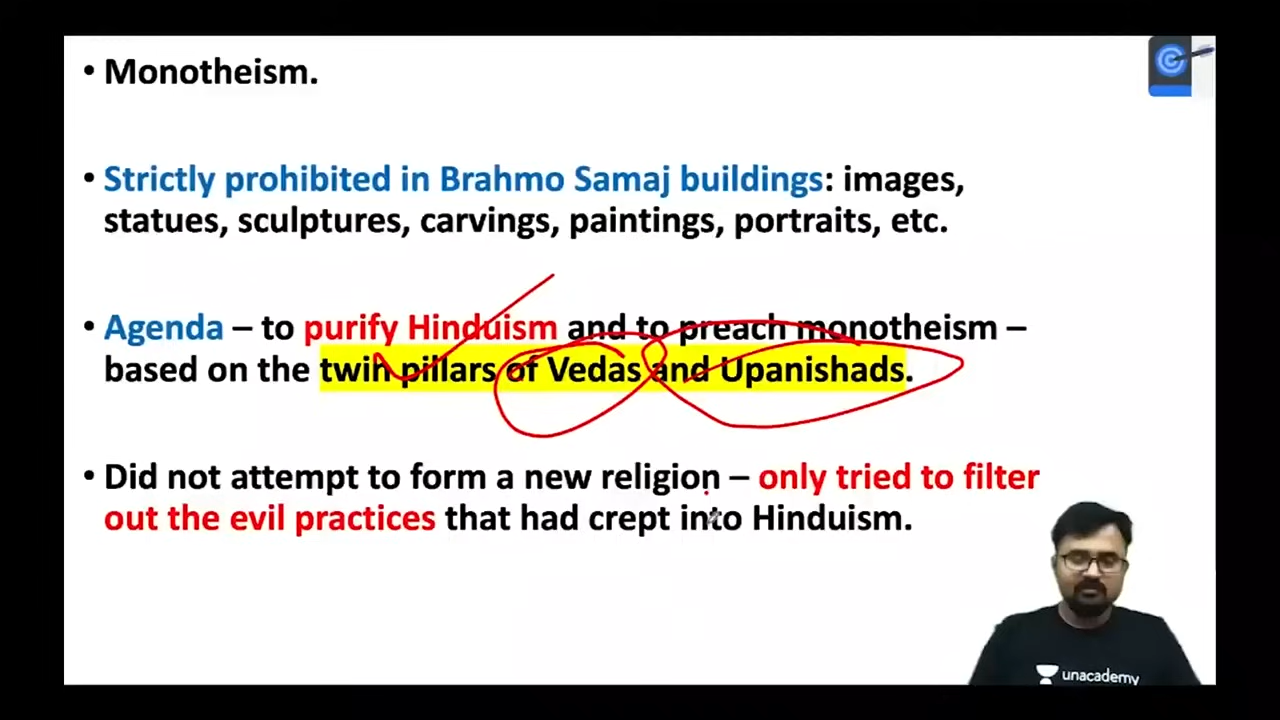 • Monotheism.
• Strictly prohibited in Brahmo Samaj buildings: images,
statues, sculptures, carvings, paintings, portraits, etc.
• Agenda – to purify Hinduism and to preach monotheism –
based on the twin pillars of Vedas and Upanishads.
• Did not attempt to form a new religion – only tried to filter
out the evil practices that had crept into Hinduism.
unacademy